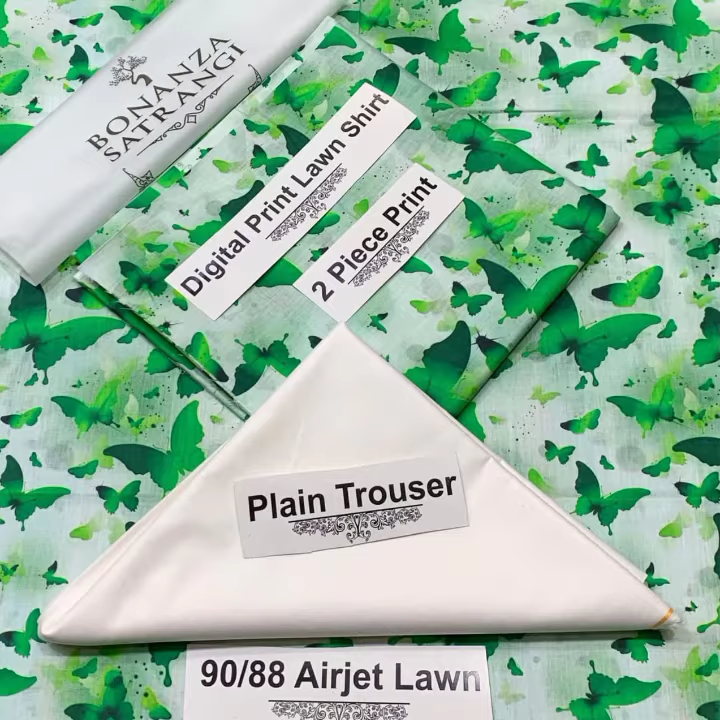 BONANZA
SATRANGI
Digital Print Lawn Shirt
2 Piece Print
Plain Trouser
90/88 Airjet Lawn